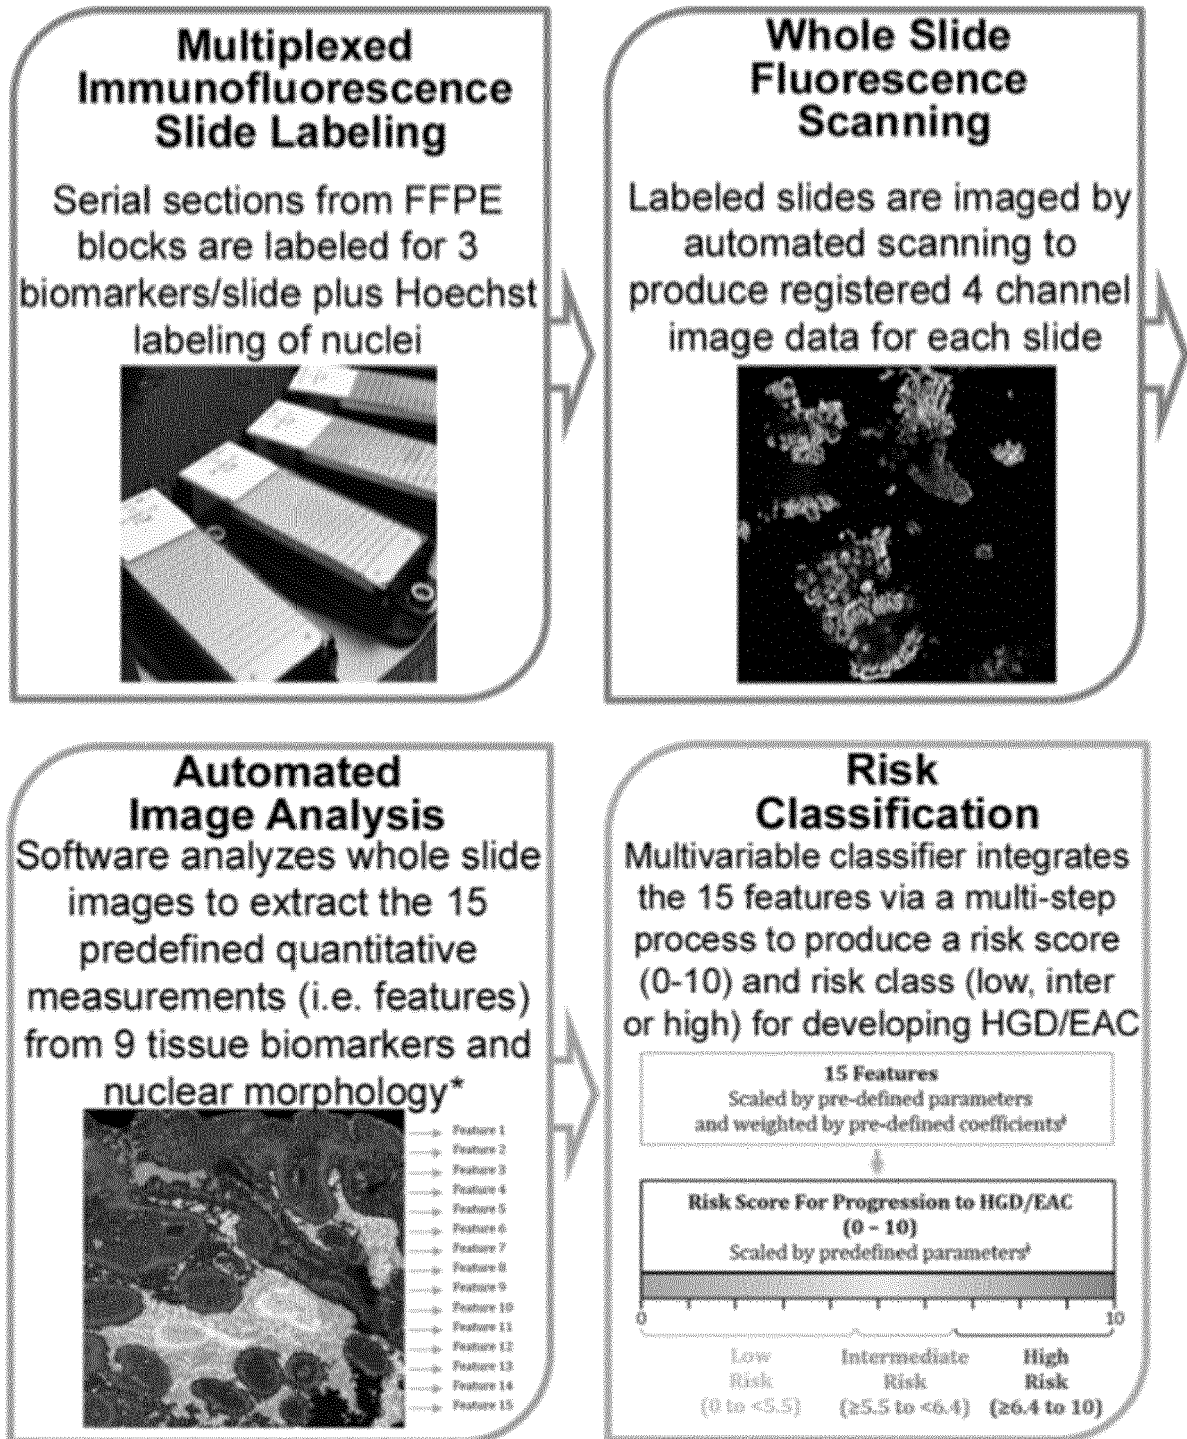 Multiplexed
Immunofluorescence
Slide Labeling
Serial sections from FFPE
blocks are labeled for 3
biomarkers/slide plus Hoechst
labeling of nuclei
Whole Slide
Fluorescence
Scanning
Labeled slides are imaged by
automated scanning to
produce registered 4 channel
image data for each slide
Automated
Image Analysis
Software analyzes whole slide
images to extract the 15
predefined quantitative
measurements (i.e. features)
from 9 tissue biomarkers and
nuclear morphology*
Feature 1
Feature 2
Feature 3
Feature 4
Feature 5
Feature 6
Feature 7
Feature 8
Feature 9
Feature 10
Feature 11
Feature 12
Feature 13
Feature 14
Feature 15
Risk
Classification
Multivariable classifier integrates
the 15 features via a multi-step
process to produce a risk score
(0-10) and risk class (low, inter
or high) for developing HGD/EAC
15 Features
Scaled by pre-defined parameters
and weighted by pre-defined coefficients
Risk Score For Progression to HGD/EAC
(0 – 10)
Scaled by predefined parameters
0 10
Low Intermediate High
Risk Risk Risk
(0 to <5.5) (≥5.5 to <6.4) (≥6.4 to 10)